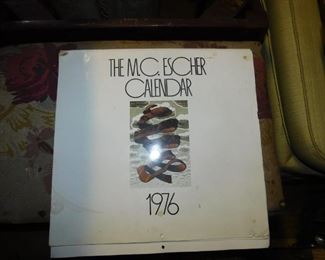 THE M.C. ESCHER
CALENDAR
1976